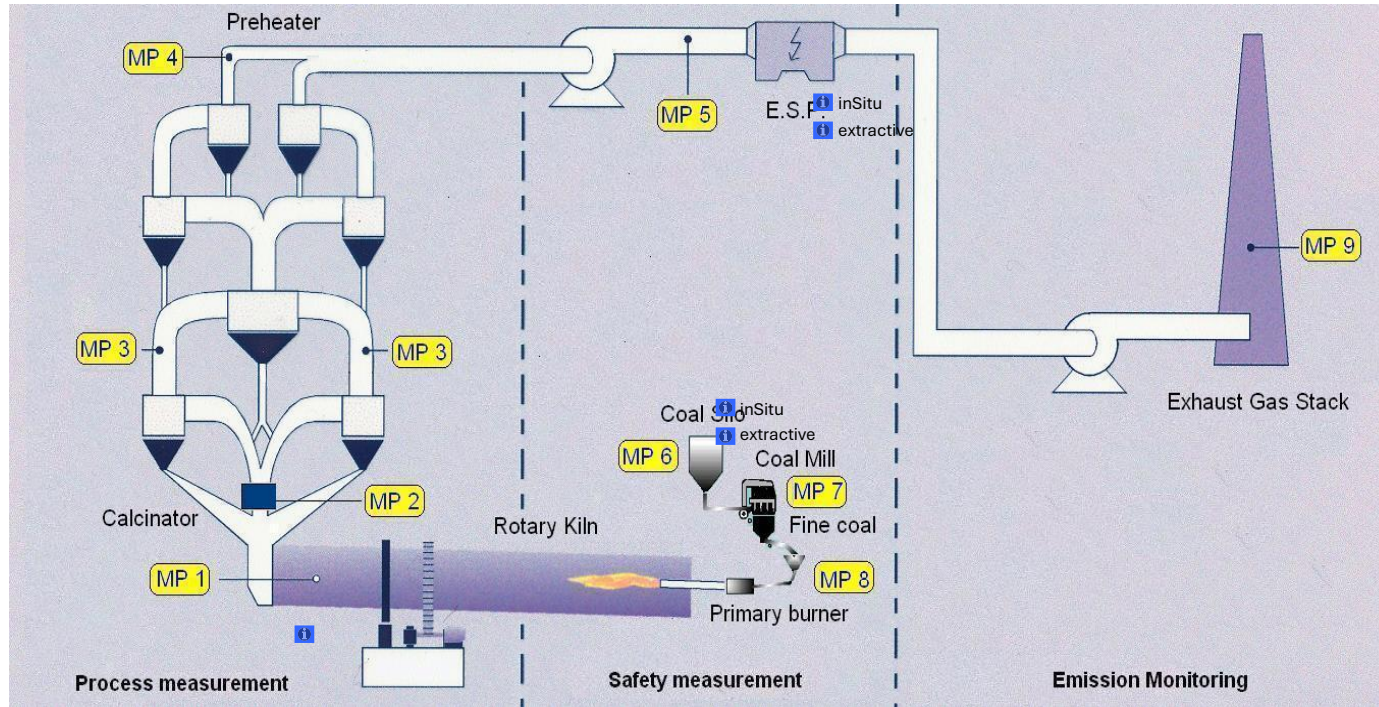 Preheater
MP 4
MP 5
E.S.P.
inSitu
extractive
MP 9
MP 3
MP 3
Exhaust Gas Stack
Coal Silo
inSitu
extractive
MP 6
Coal Mill
MP 7
MP 2
Calcinator
Rotary Kiln
Fine coal
MP 1
MP 8
Primary burner
Process measurement
Safety measurement
Emission Monitoring